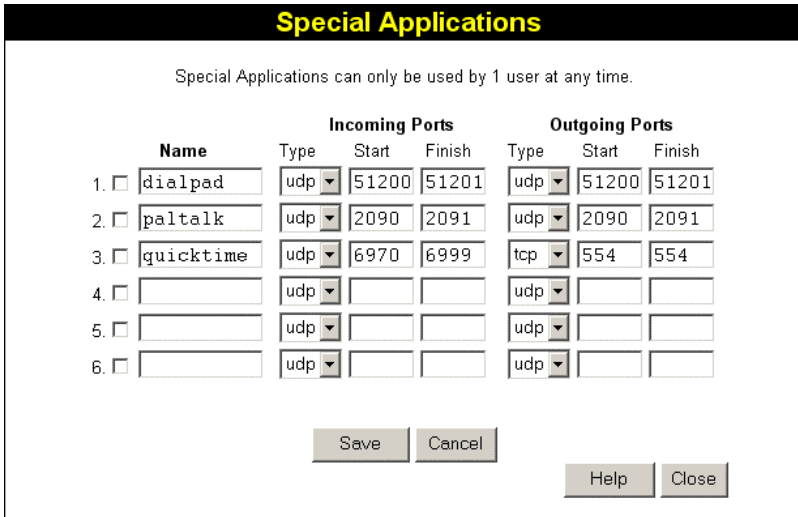 Special Applications
Special Applications can only be used by 1 user at any time.
Incoming Ports Outgoing Ports
Name Type Start Finish Type Start Finish
1. dialpad udp 51200 51201 udp 51200 51201
2. paltalk udp 2090 2091 udp 2090 2091
3. quicktime udp 6970 6999 tcp 554 554
4. udp udp
5. udp udp
6. udp udp
Save Cancel
Help Close